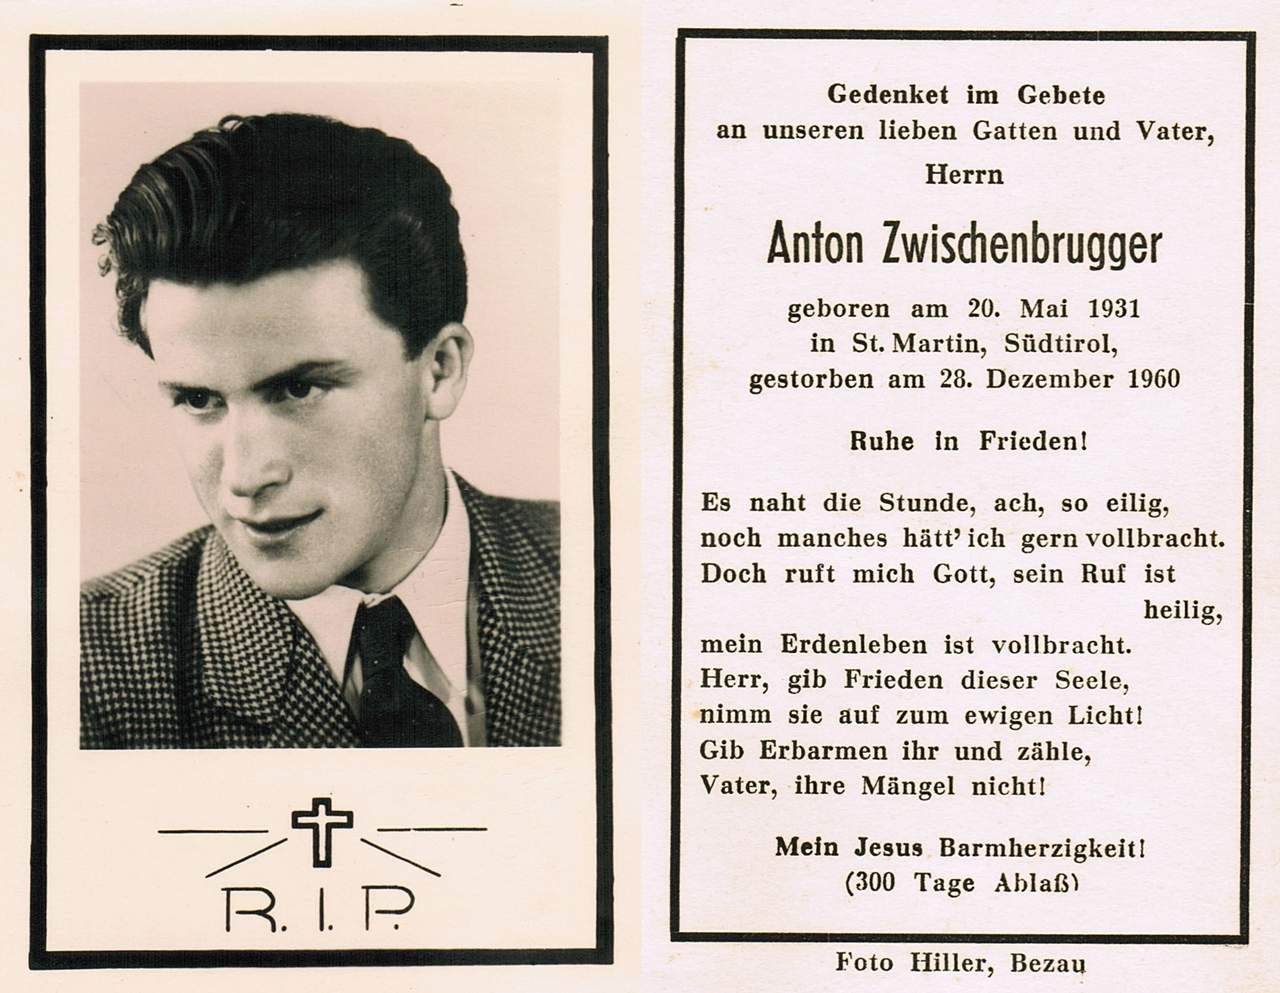 R. I. P.
Gedenket im Gebete
an unseren lieben Gatten und Vater,
Herrn
Anton Zwischenbrugger
geboren am 20. Mai 1931
in St. Martin, Südtirol,
gestorben am 28. Dezember 1960
Ruhe in Frieden!
Es naht die Stunde, ach, so eilig,
noch manches hätt' ich gern vollbracht.
Doch ruft mich Gott, sein Ruf ist
heilig,
mein Erdenleben ist vollbracht.
Herr, gib Frieden dieser Seele,
nimm sie auf zum ewigen Licht!
Gib Erbarmen ihr und zähle,
Vater, ihre Mängel nicht!
Mein Jesus Barmherzigkeit!
(300 Tage Ablaß)
Foto Hiller, Bezau